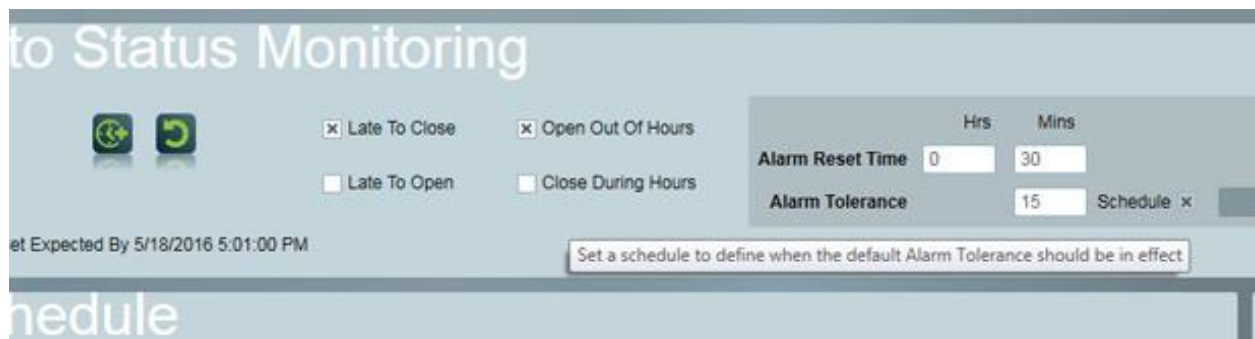 to Status Monitoring
Late To Close
Open Out Of Hours
Hrs Mins
Alarm Reset Time 0 30
Late To Open
Close During Hours
Alarm Tolerance 15 Schedule
et Expected By 5/18/2016 5:01:00 PM
Set a schedule to define when the default Alarm Tolerance should be in effect
hedule